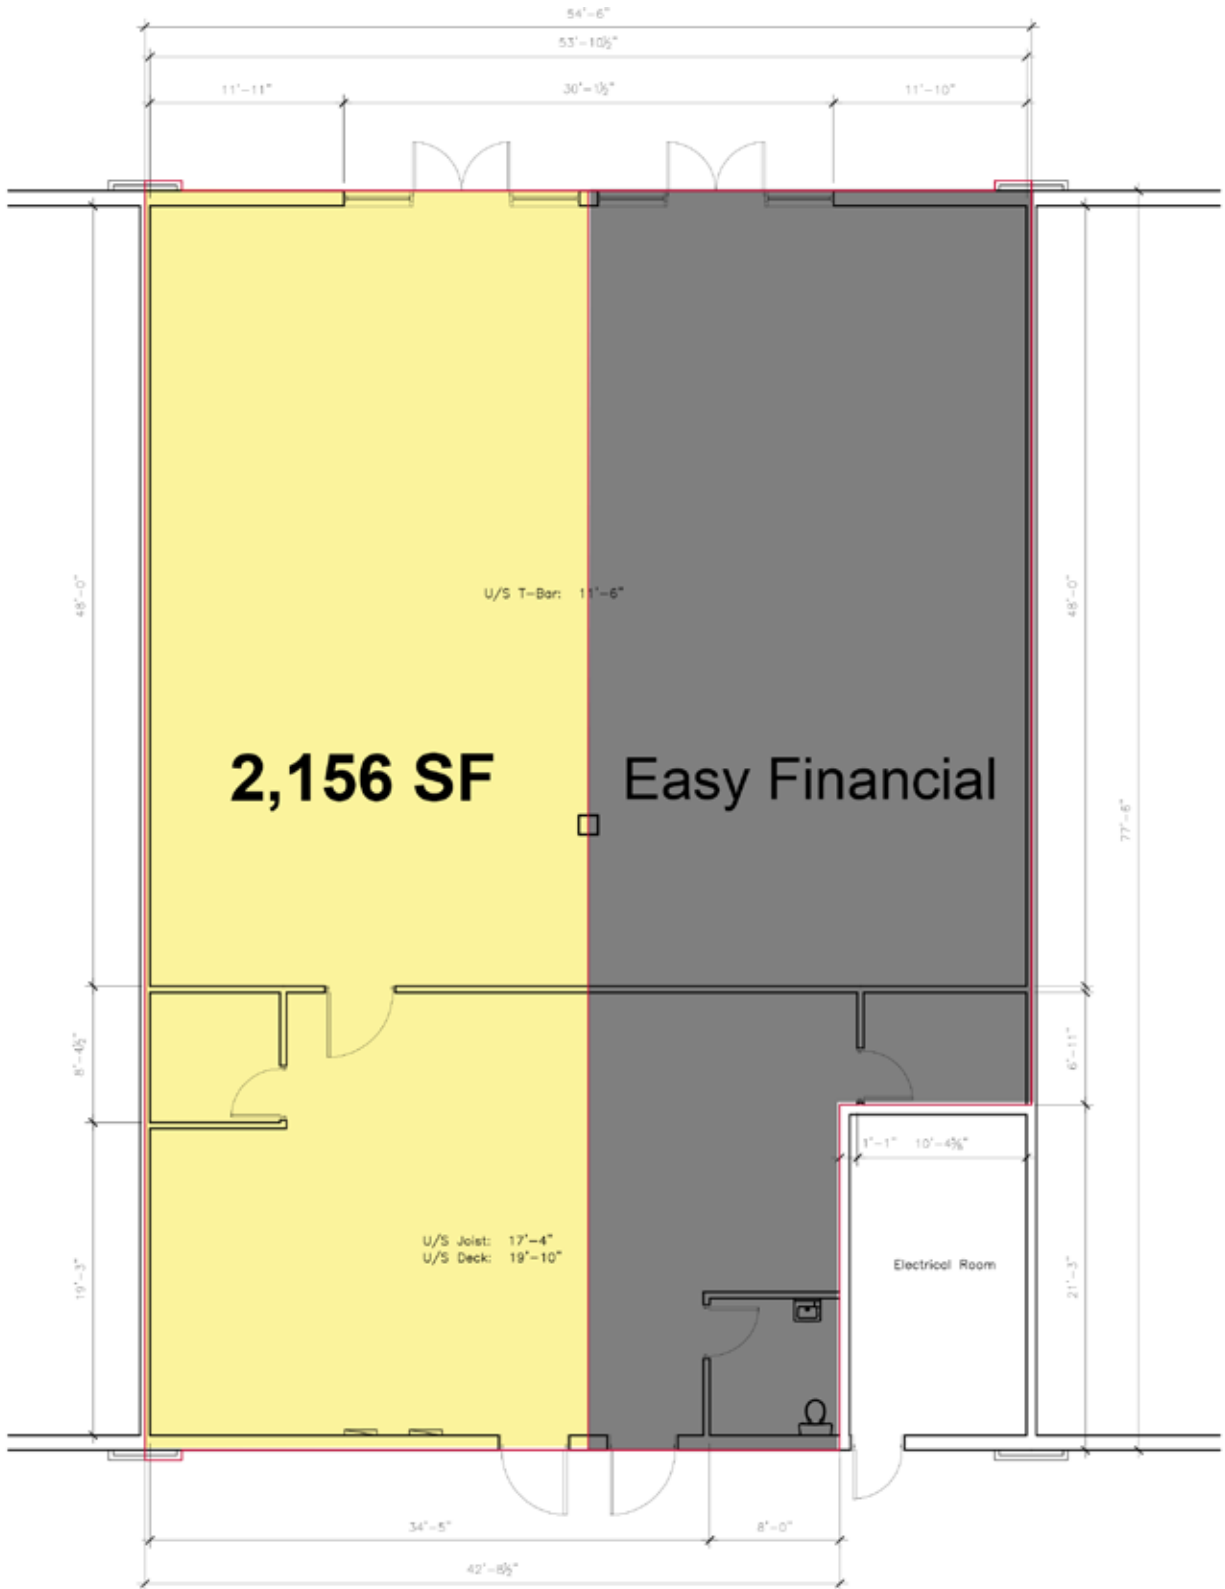 54'-6"
53'-10½"
11'-11"
30'-1½"
11'-10"
48'-0"
U/S T-Bar: 11'-6"
48'-0"
2,156 SF
Easy Financial
77'-6"
8'-4½"
6'-11"
1'-1" 10'-4⅝"
U/S Joist: 17'-4"
U/S Deck: 19'-10"
Electrical Room
19'-3"
21'-3"
34'-5"
8'-0"
42'-8½"